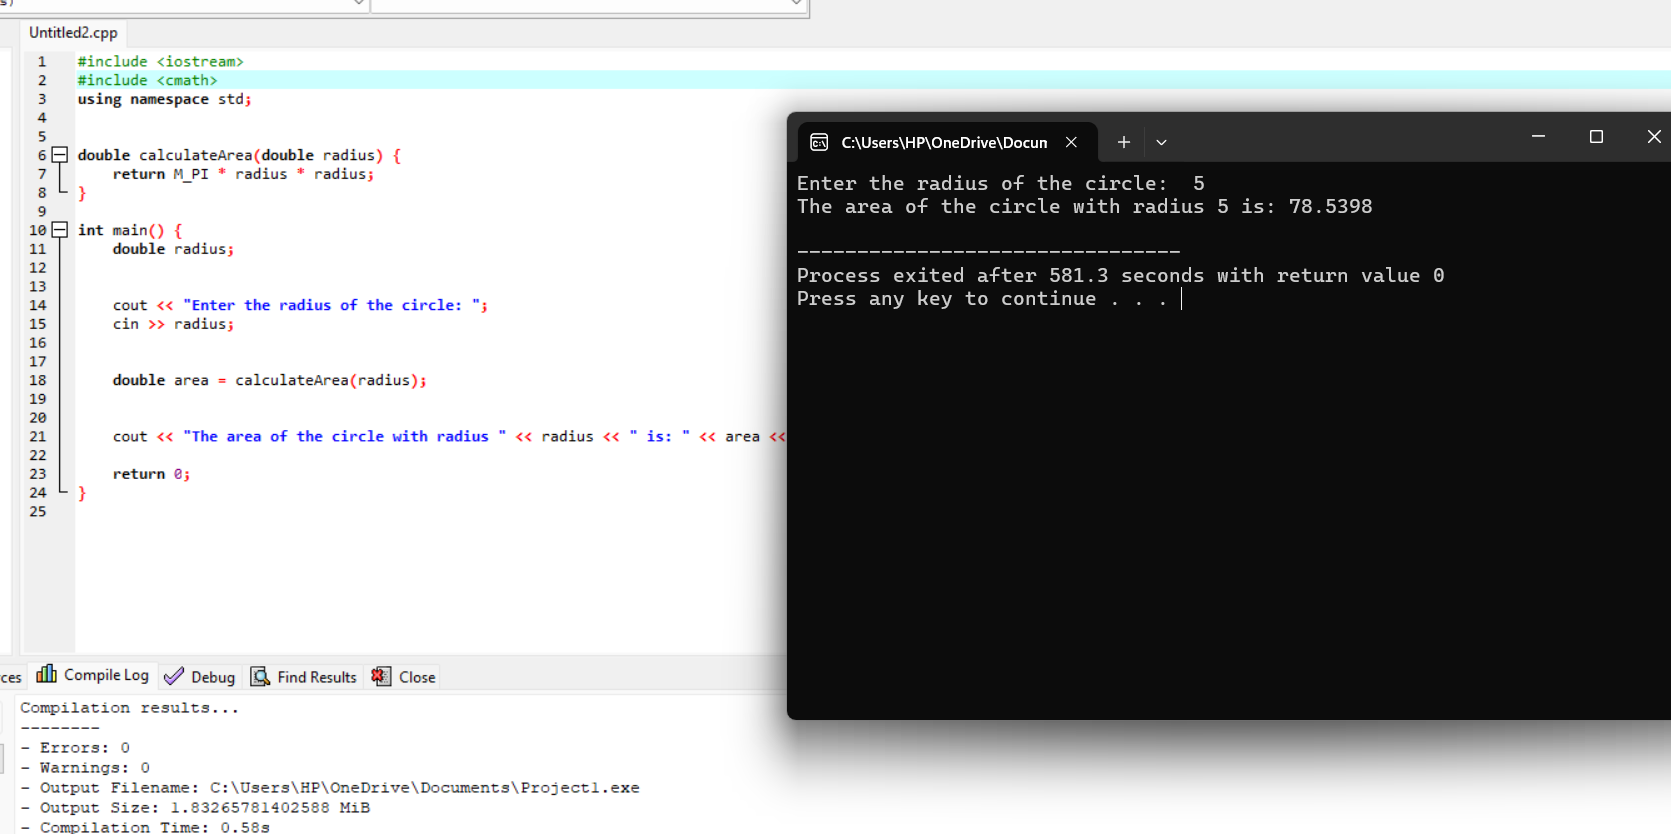 s)
Untitled2.cpp
1 #include <iostream>
2 #include <cmath>
3 using namespace std;
4
5
6 double calculateArea(double radius) {
7 return M_PI * radius * radius;
8 }
9
10 int main() {
11 double radius;
12
13
14 cout << "Enter the radius of the circle: ";
15 cin >> radius;
16
17
18 double area = calculateArea(radius);
19
20
21 cout << "The area of the circle with radius " << radius << " is: " << area <<
22
23 return 0;
24 }
25
C:\Users\HP\OneDrive\Docun
Enter the radius of the circle:  5
The area of the circle with radius 5 is: 78.5398
--------------------------------
Process exited after 581.3 seconds with return value 0
Press any key to continue . . .
ces Compile Log Debug Find Results Close
Compilation results...
--------
- Errors: 0
- Warnings: 0
- Output Filename: C:\Users\HP\OneDrive\Documents\Project1.exe
- Output Size: 1.83265781402588 MiB
- Compilation Time: 0.58s